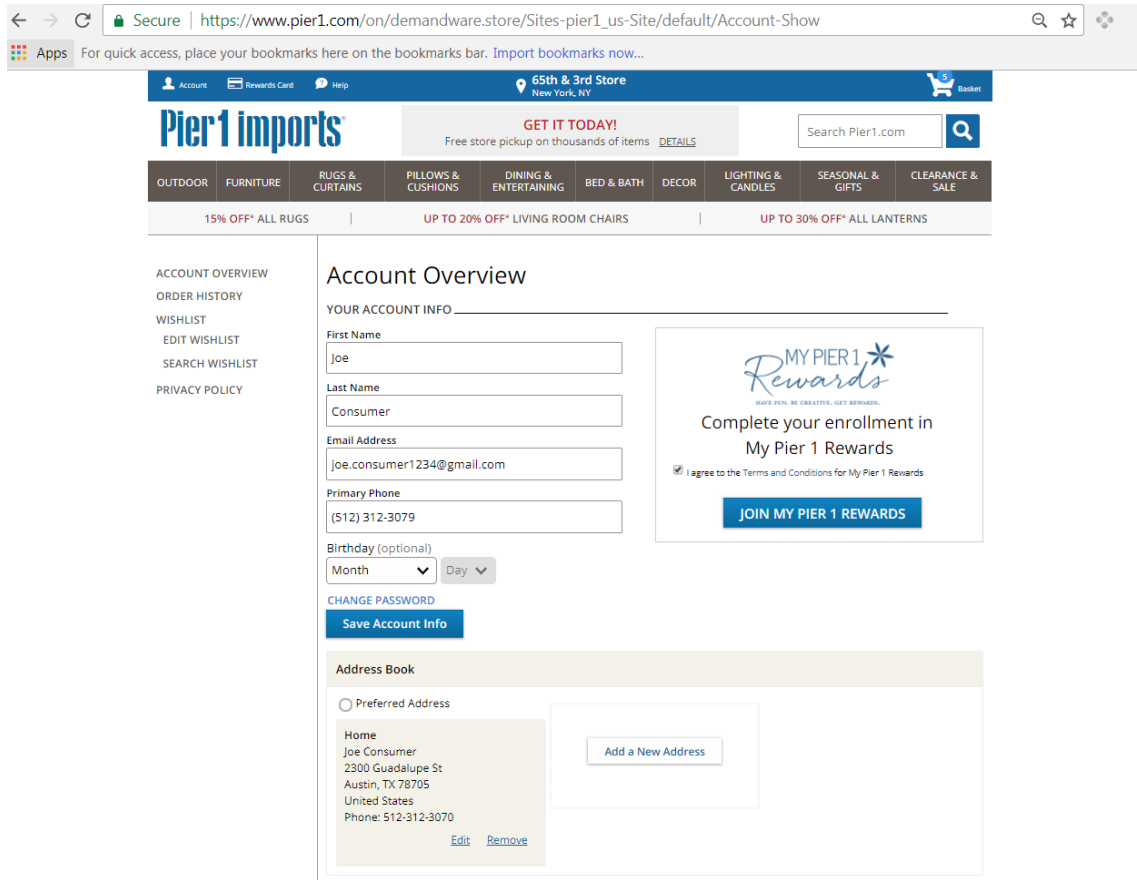 Secure | https://www.pier1.com/on/demandware.store/Sites-pier1_us-Site/default/Account-Show
Apps For quick access, place your bookmarks here on the bookmarks bar. Import bookmarks now...
Account Rewards Card ? Help
65th & 3rd Store
New York, NY
5
Basket
Pier1 imports
GET IT TODAY!
Free store pickup on thousands of items DETAILS
Search Pier1.com
OUTDOOR
FURNITURE
RUGS &
CURTAINS
PILLOWS &
CUSHIONS
DINING &
ENTERTAINING
BED & BATH
DECOR
LIGHTING &
CANDLES
SEASONAL &
GIFTS
CLEARANCE &
SALE
15% OFF* ALL RUGS | UP TO 20% OFF* LIVING ROOM CHAIRS | UP TO 30% OFF* ALL LANTERNS
ACCOUNT OVERVIEW
ORDER HISTORY
WISHLIST
EDIT WISHLIST
SEARCH WISHLIST
PRIVACY POLICY
Account Overview
YOUR ACCOUNT INFO
First Name
Joe
Last Name
Consumer
Email Address
joe.consumer1234@gmail.com
Primary Phone
(512) 312-3079
Birthday (optional)
Month Day
CHANGE PASSWORD
Save Account Info
MY PIER 1
Rewards
HAVE FUN. BE CREATIVE. GET REWARDS.
Complete your enrollment in
My Pier 1 Rewards
I agree to the Terms and Conditions for My Pier 1 Rewards
JOIN MY PIER 1 REWARDS
Address Book
Preferred Address
Home
Joe Consumer
2300 Guadalupe St
Austin, TX 78705
United States
Phone: 512-312-3070
Edit Remove
Add a New Address